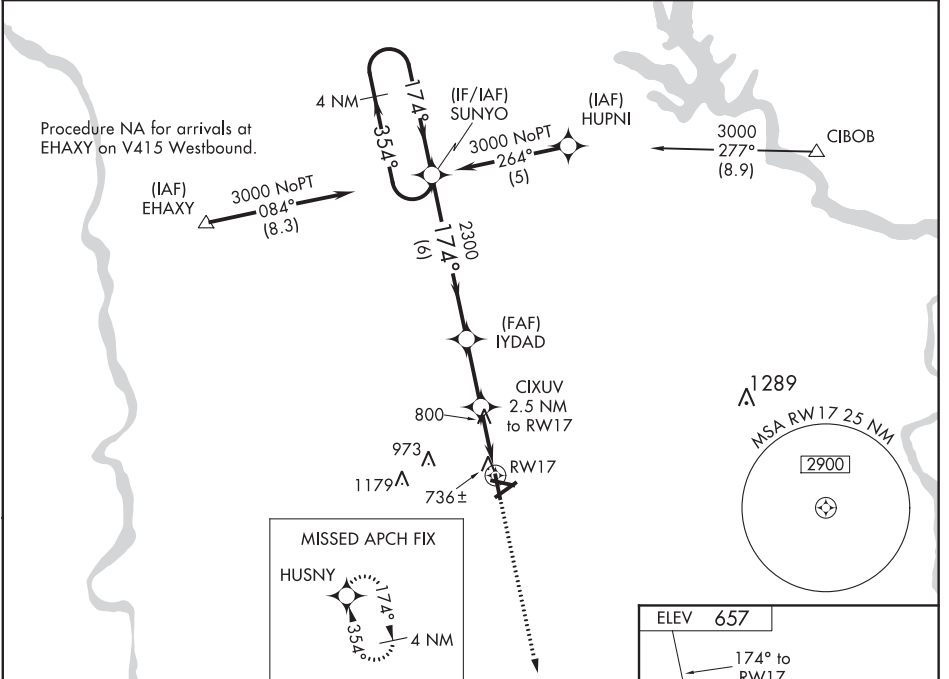 4 NM
174°
354°
(IF/IAF)
SUNYO
(IAF)
HUPNI
3000 NoPT
264°
(5)
3000
277°
(8.9)
CIBOB
Procedure NA for arrivals at
EHAXY on V415 Westbound.
(IAF)
EHAXY
3000 NoPT
084°
(8.3)
2300
174°
(6)
(FAF)
IYDAD
CIXUV
2.5 NM
to RW17
800
973
1179
736±
RW17
1289
MSA RW17 25 NM
2900
MISSED APCH FIX
HUSNY
174°
354°
4 NM
ELEV 657
174° to
RW17